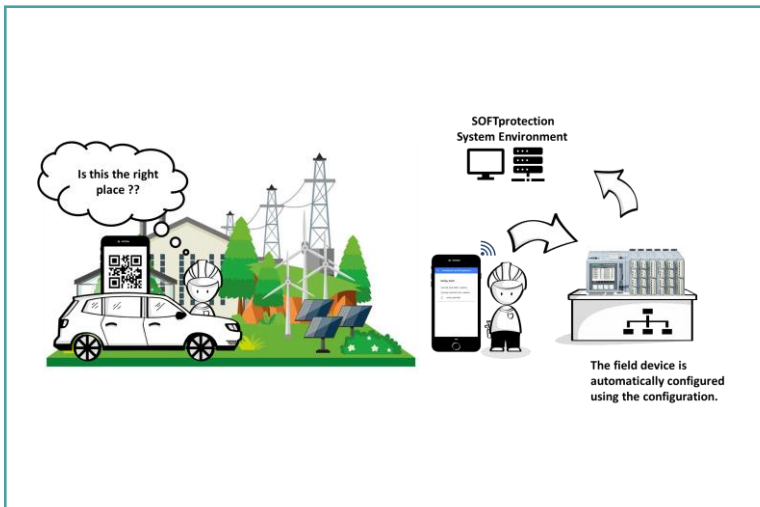 Is this the right
place ??
SOFTprotection
System Environment
The field device is
automatically configured
using the configuration.